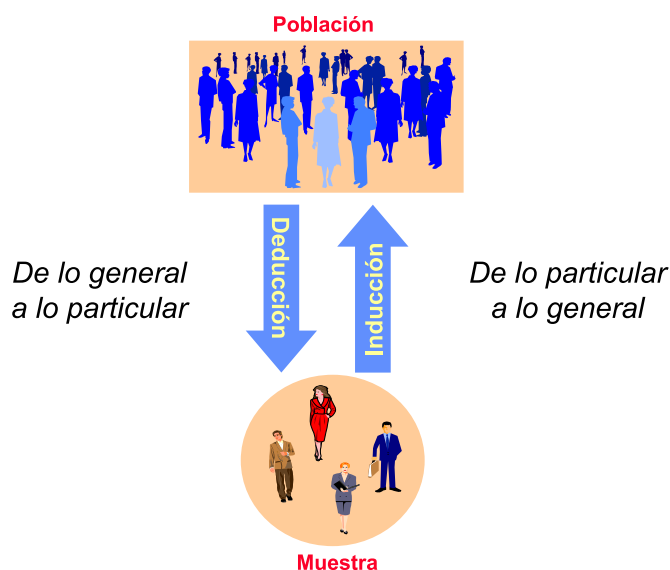 Población
Deducción
Inducción
De lo general
a lo particular
De lo particular
a lo general
Muestra